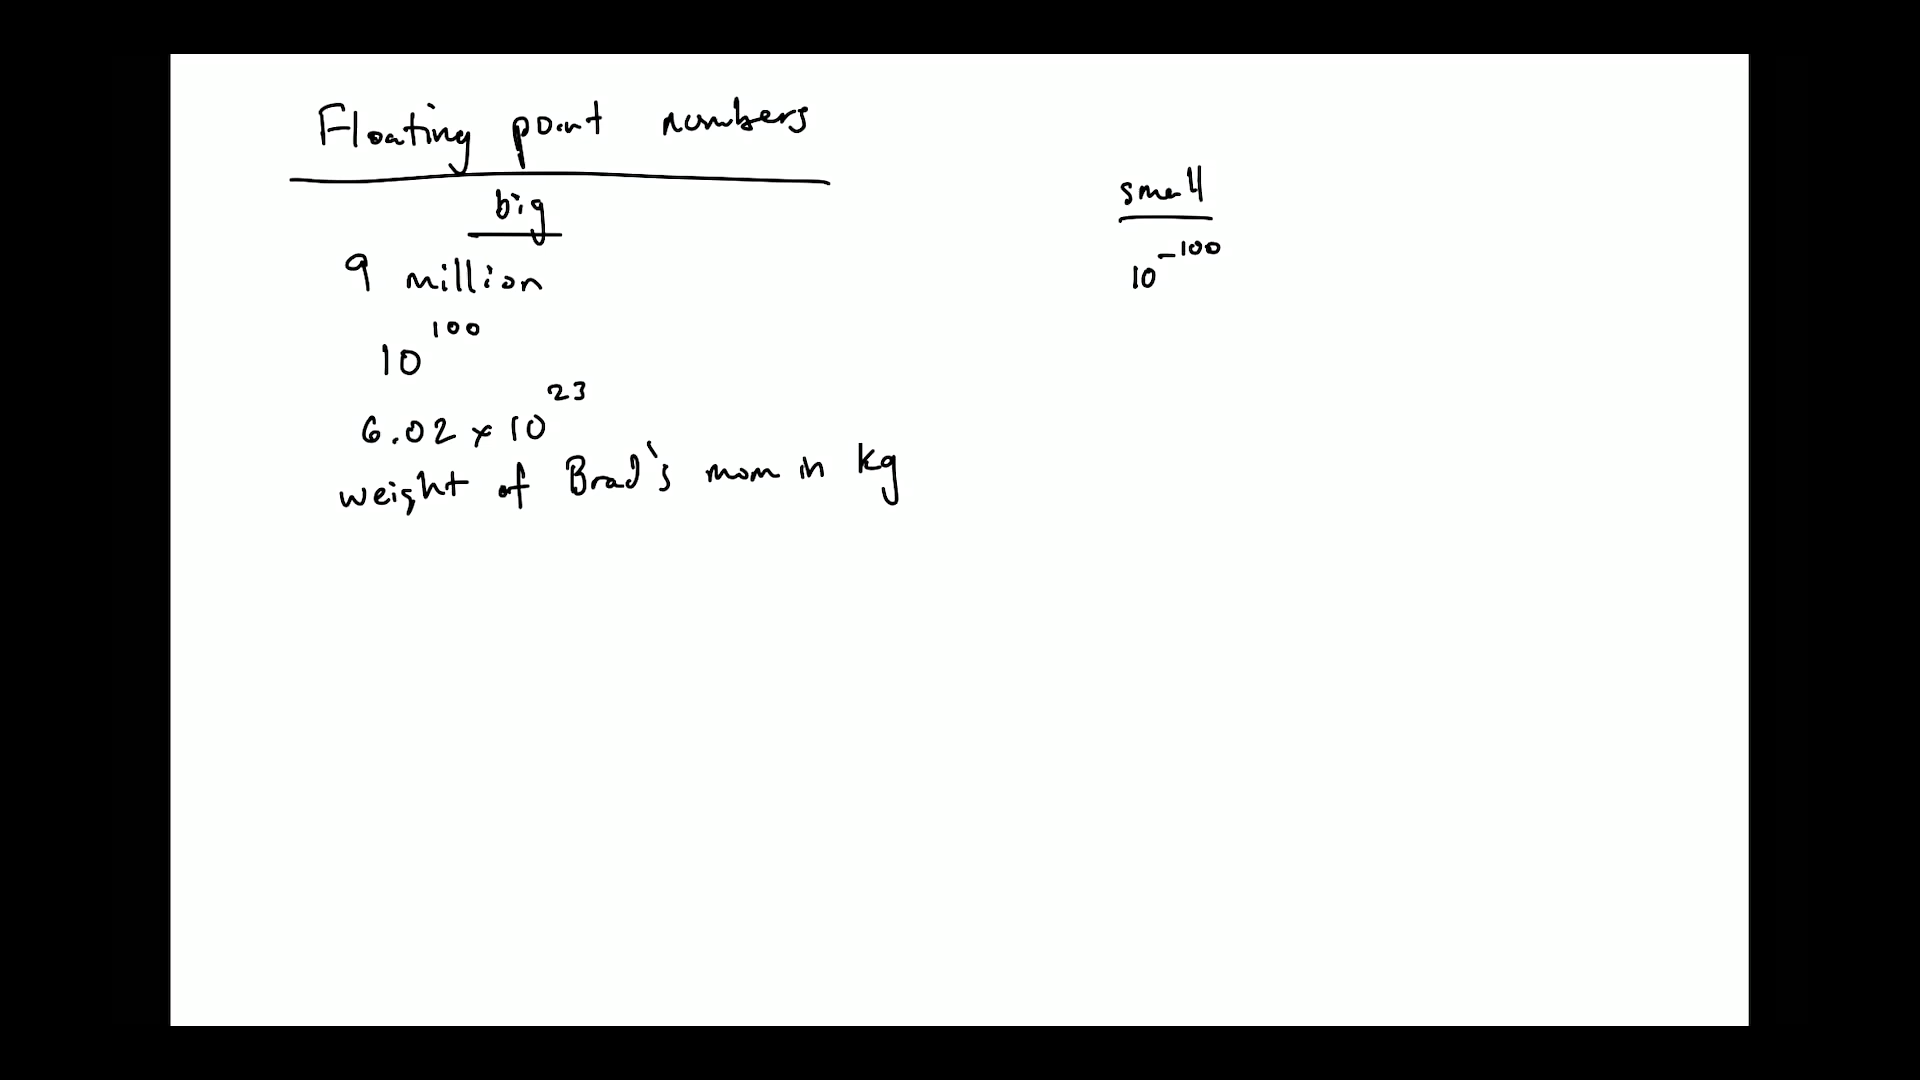 Floating point numbers
big
9 million
10^100
6.02 x 10^23
weight of Brad's mom in kg
small
10^-100